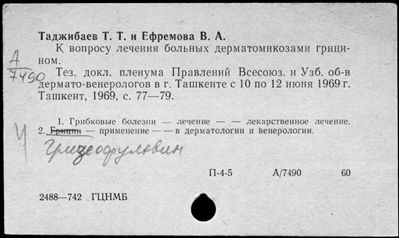 Таджибаев Т. Т. и Ефремова В. А.
К вопросу лечения больных дерматомикозами грици-
ном.
А/7490
Тез. докл. пленума Правлений Всесоюз. и Узб. об-в
дермато-венерологов в г. Ташкенте с 10 по 12 июня 1969 г.
Ташкент, 1969, с. 77—79.
1. Грибковые болезни — лечение — — лекарственное лечение.
2. Грицин — применение — — в дерматологии и венерологии.
Ч
Гризеофульвин
П-4-5 А/7490 60
2488—742 ГЦНМБ